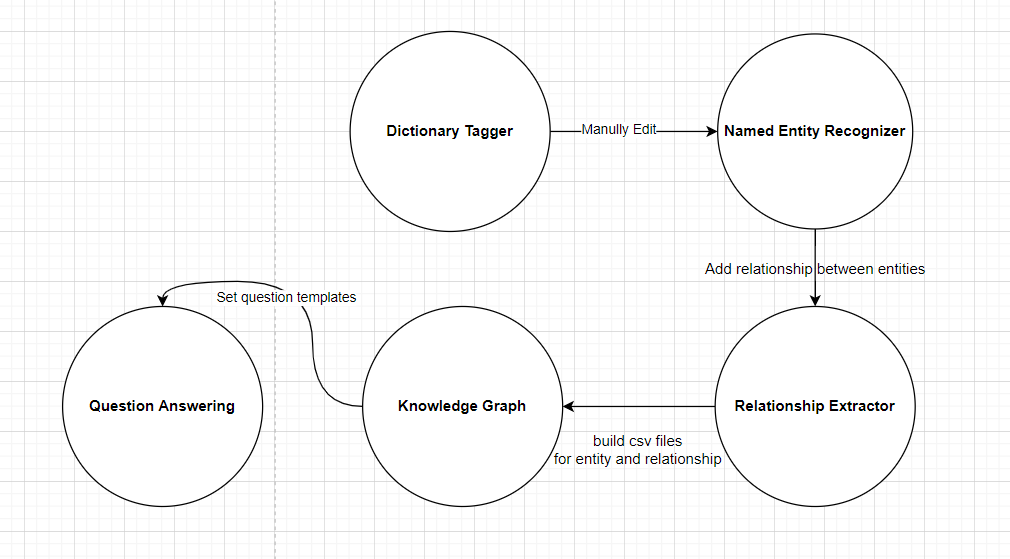 Dictionary Tagger
Manully Edit
Named Entity Recognizer
Add relationship between entities
Set question templates
Question Answering
Knowledge Graph
Relationship Extractor
build csv files
for entity and relationship